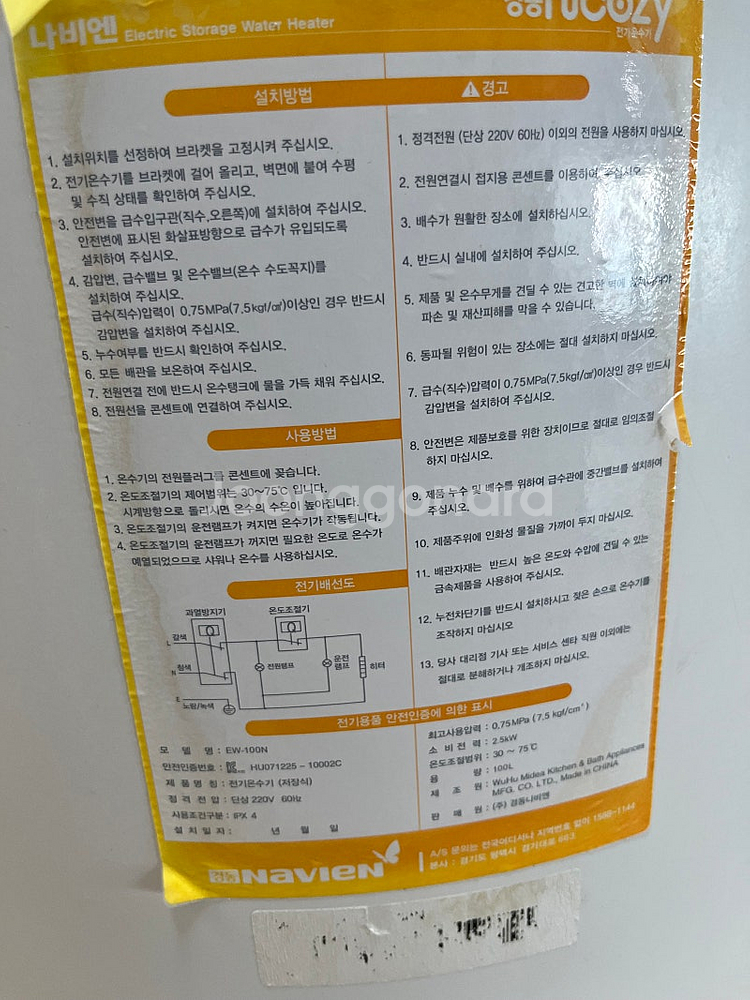 나비엔 Electric Storage Water Heater
전기온수기
설치방법
1. 설치위치를 선정하여 브라켓을 고정시켜 주십시오.
2. 전기온수기를 브라켓에 걸어 올리고, 벽면에 붙여 수평
및 수직 상태를 확인하여 주십시오.
3. 안전변을 급수입구관(직수,오른쪽)에 설치하여 주십시오.
안전변에 표시된 화살표방향으로 급수가 유입되도록
설치하여 주십시오.
4. 감압변, 급수밸브 및 온수밸브(온수 수도꼭지)를
설치하여 주십시오.
급수(직수)압력이 0.75MPa(7.5kgf/㎠)이상인 경우 반드시
감압변을 설치하여 주십시오.
5. 누수여부를 반드시 확인하여 주십시오.
6. 모든 배관을 보온하여 주십시오.
7. 전원연결 전에 반드시 온수탱크에 물을 가득 채워 주십시오.
8. 전원선을 콘센트에 연결하여 주십시오.
사용방법
1. 온수기의 전원플러그를 콘센트에 꽂습니다.
2. 온도조절기의 제어범위는 30~75℃ 입니다.
시계방향으로 돌리시면 온수의 수온이 높아집니다.
3. 온도조절기의 운전램프가 켜지면 온수기가 작동됩니다.
4. 온도조절기의 운전램프가 꺼지면 필요한 온도로 온수가
예열되었으므로 샤워나 온수를 사용하십시오.
전기배선도
과열방지기
온도조절기
갈색
L
청색
N
E
노랑/녹색
전원램프
운전
램프
히터
⚠경고
1. 정격전원 (단상 220V 60Hz) 이외의 전원을 사용하지 마십시오.
2. 전원연결시 접지용 콘센트를 이용하여
3. 배수가 원활한 장소에 설치하십시오.
4. 반드시 실내에 설치하여 주십시오.
5. 제품 및 온수무게를 견딜 수 있는 견고한 벽에
파손 및 재산피해를 막을 수 있습니다.
6. 동파될 위험이 있는 장소에는 절대 설치하지 마십시오.
7. 급수(직수)압력이 0.75MPa(7.5kgf/㎠)이상인 경우 반드시
감압변을 설치하여 주십시오.
8. 안전변은 제품보호를 위한 장치이므로 절대로 임의조절
하지 마십시오.
9. 제품 누수 및 배수를 위하여 급수관에 중간밸브를 설치하여
주십시오.
10. 제품주위에 인화성 물질을 가까이 두지 마십시오.
11. 배관자재는 반드시 높은 온도와 수압에 견딜 수 있는
금속제품을 사용하여 주십시오.
12. 누전차단기를 반드시 설치하시고 젖은 손으로 온수기를
조작하지 마십시오
13. 당사 대리점 기사 또는 서비스 센타 직원 이외에는
절대로 분해하거나 개조하지 마십시오.
전기용품 안전인증에 의한 표시
모 델 명 : EW-100N
안전인증번호 : HU071225-10002C
제 품 명 칭 : 전기온수기 (저장식)
정 격 전 압 : 단상 220V 60Hz
사용조건구분 : IPX 4
설 치 일 자 : 년 월 일
최고사용압력 : 0.75MPa (7.5 kgf/cm²)
소 비 전 력 : 2.5kW
온도조절범위 : 30 ~ 75℃
용 량 : 100L
제 조 원 : WuHu Midea Kitchen & Bath Appliances
MFG. CO. LTD., Made in CHINA
판 매 원 : (주) 경동나비엔
경동 NAVIEN
A/S 문의는 전국어디서나 지역번호 없이 1588-1144
본사 : 경기도 평택시 경기대로 663